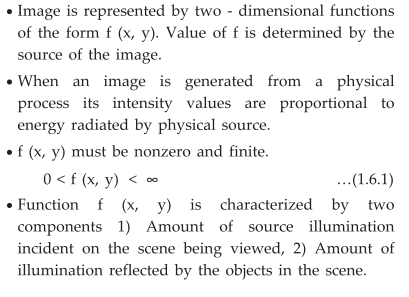 • Image is represented by two - dimensional functions
of the form f (x, y). Value of f is determined by the
source of the image.
• When an image is generated from a physical
process its intensity values are proportional to
energy radiated by physical source.
• f (x, y) must be nonzero and finite.
0 < f (x, y) < ∞ ...(1.6.1)
• Function f (x, y) is characterized by two
components 1) Amount of source illumination
incident on the scene being viewed, 2) Amount of
illumination reflected by the objects in the scene.